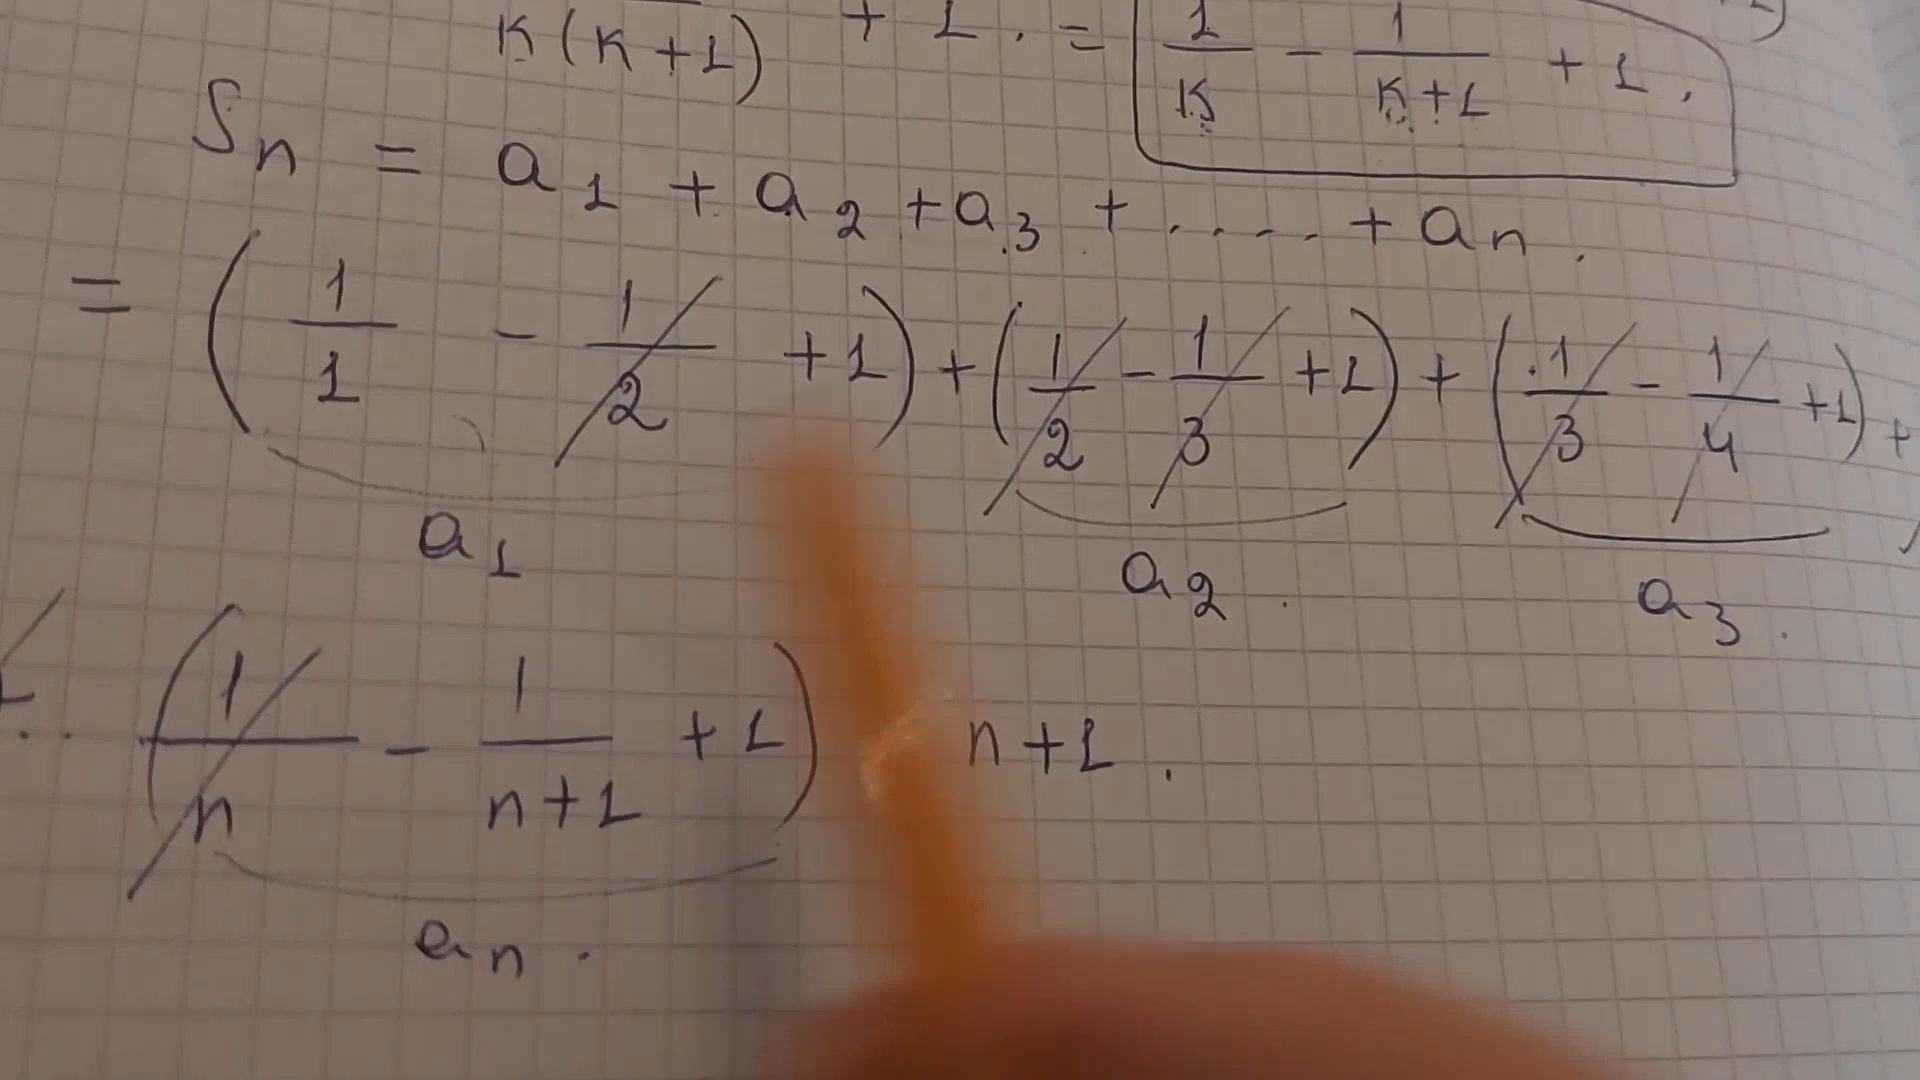 K(K+1) + 1 . = 1/K - 1/(K+1) + 1 .
Sn = a1 + a2 + a3 + ..... + an .
= (1/1 - 1/2 + 1) + (1/2 - 1/3 + 1) + (1/3 - 1/4 + 1) +
a1 a2 . a3 .
.. (1/n - 1/(n+1) + 1) n+1 .
an .